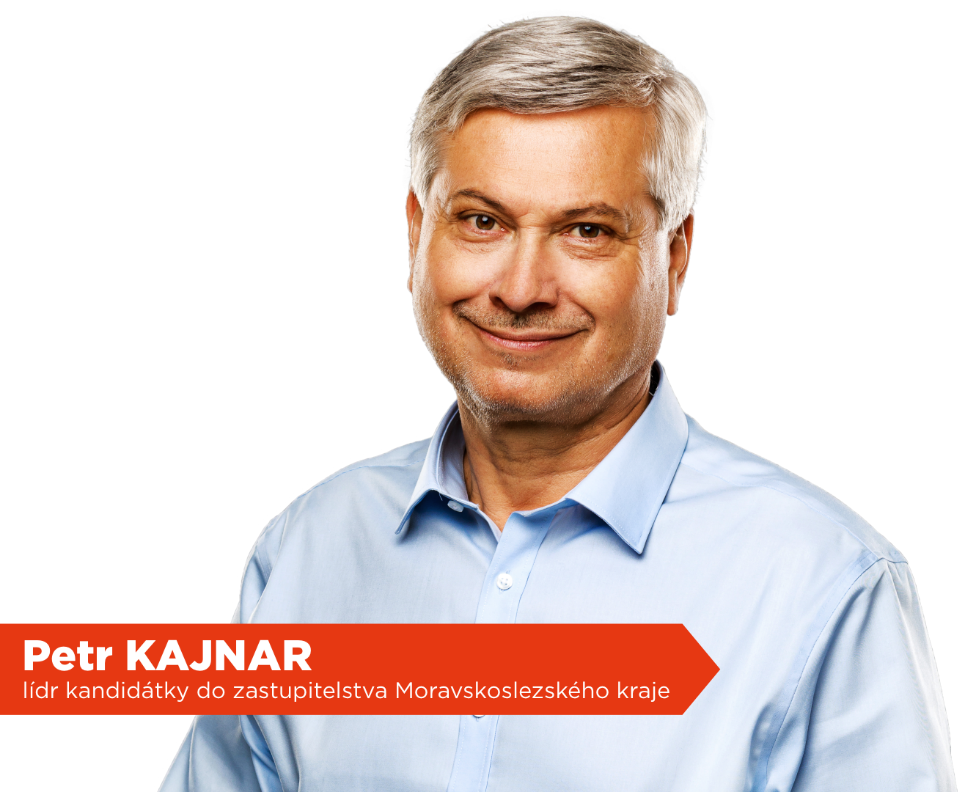 Petr KAJNAR
lídr kandidátky do zastupitelstva Moravskoslezského kraje